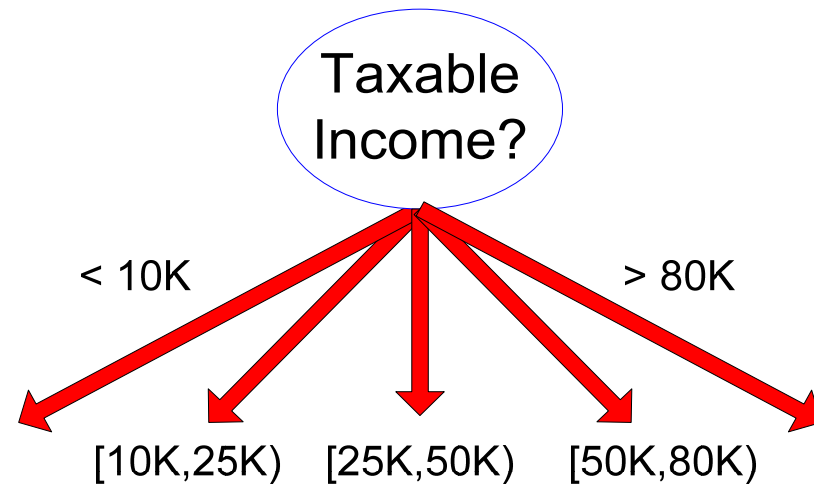 Taxable
Income?
< 10K
> 80K
[10K,25K)
[25K,50K)
[50K,80K)